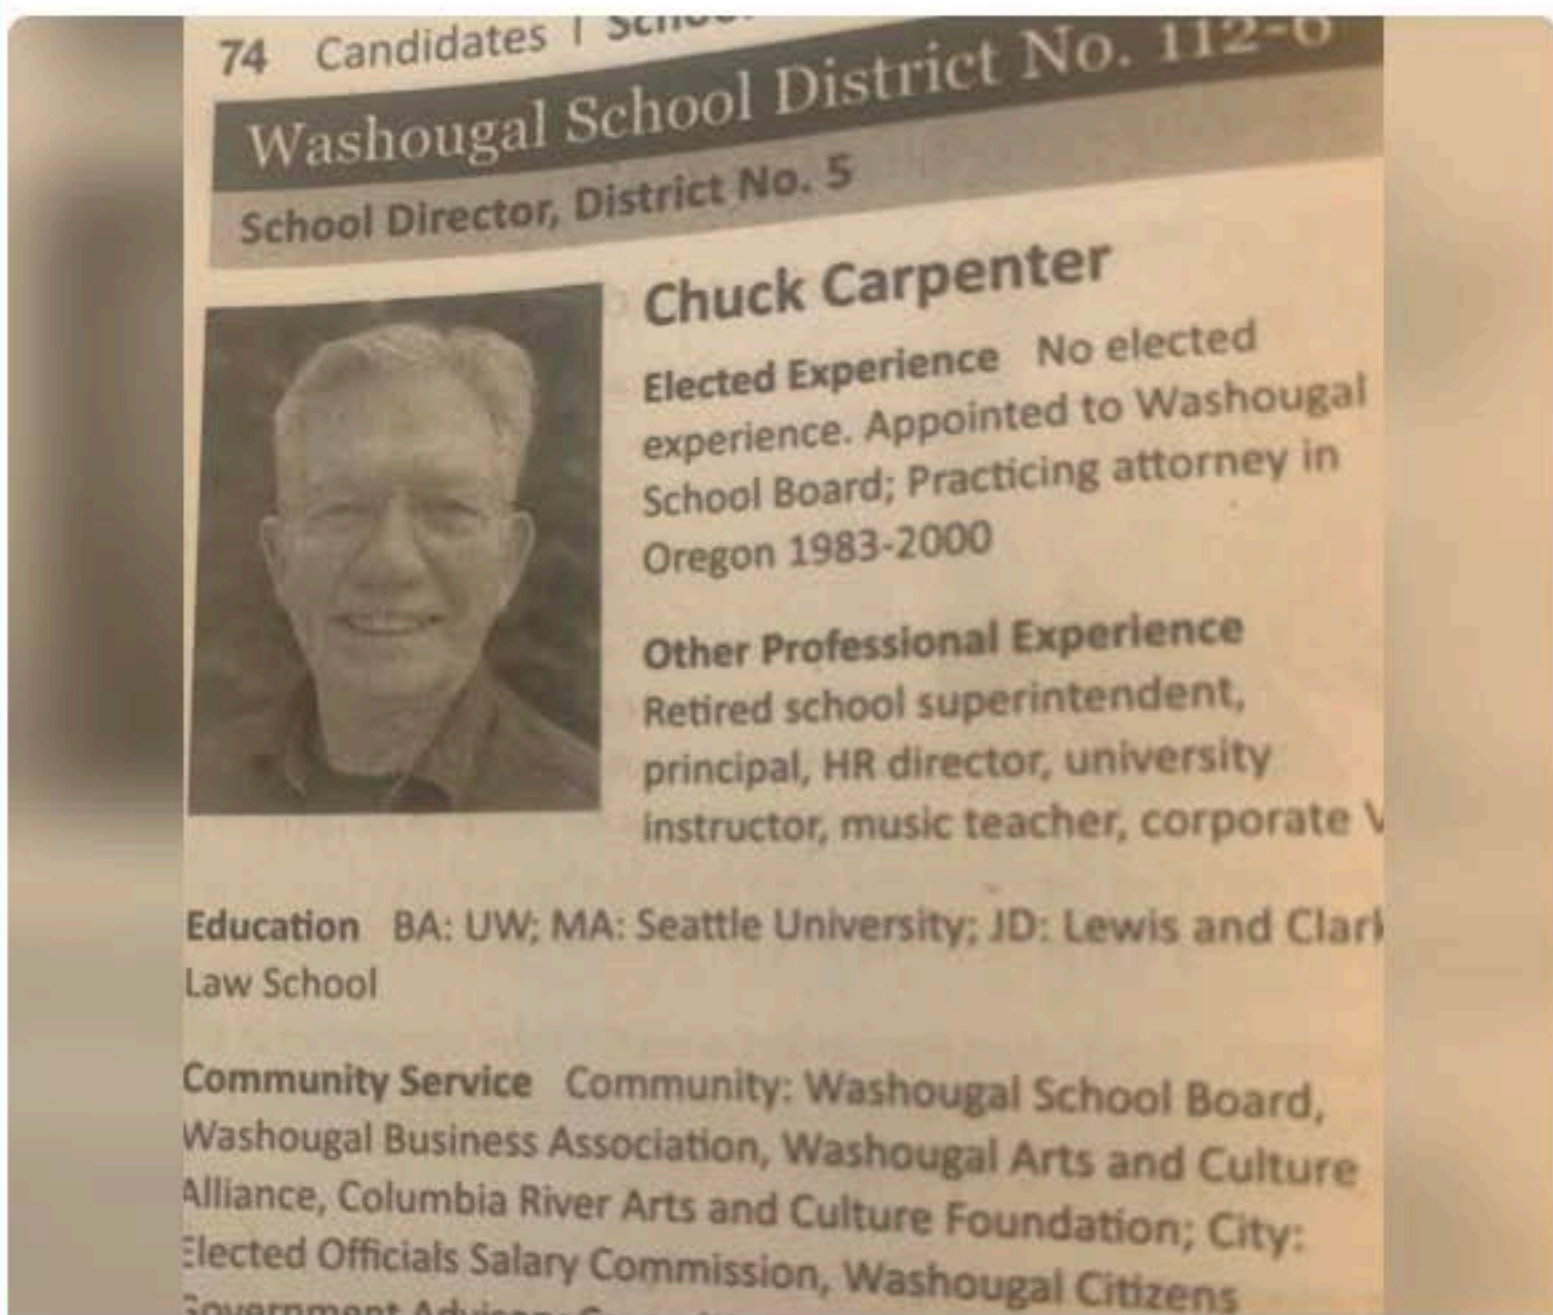 74 Candidates |
Washougal School District No. 112-6
School Director, District No. 5
Chuck Carpenter
Elected Experience No elected
experience. Appointed to Washougal
School Board; Practicing attorney in
Oregon 1983-2000
Other Professional Experience
Retired school superintendent,
principal, HR director, university
instructor, music teacher, corporate
Education BA: UW; MA: Seattle University; JD: Lewis and Clark
Law School
Community Service Community: Washougal School Board,
Washougal Business Association, Washougal Arts and Culture
Alliance, Columbia River Arts and Culture Foundation; City:
Elected Officials Salary Commission, Washougal Citizens
Government